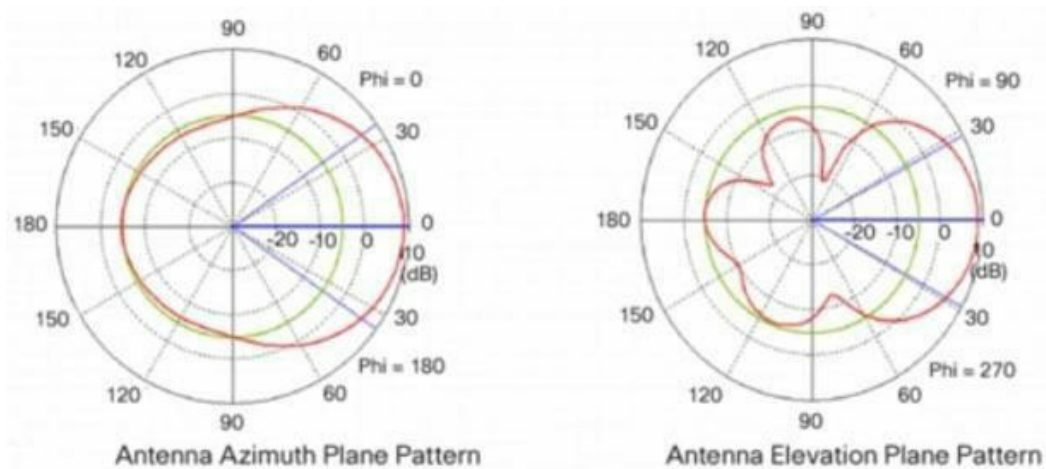 90
120
60
Phi = 0
150
30
180
0
-20 -10 0 -10
10
(dB)
150
30
Phi = 180
120
60
90
Antenna Azimuth Plane Pattern
90
120
60
Phi = 90
150
30
180
0
-20 -10 0
10
(dB)
150
30
Phi = 270
120
60
90
Antenna Elevation Plane Pattern